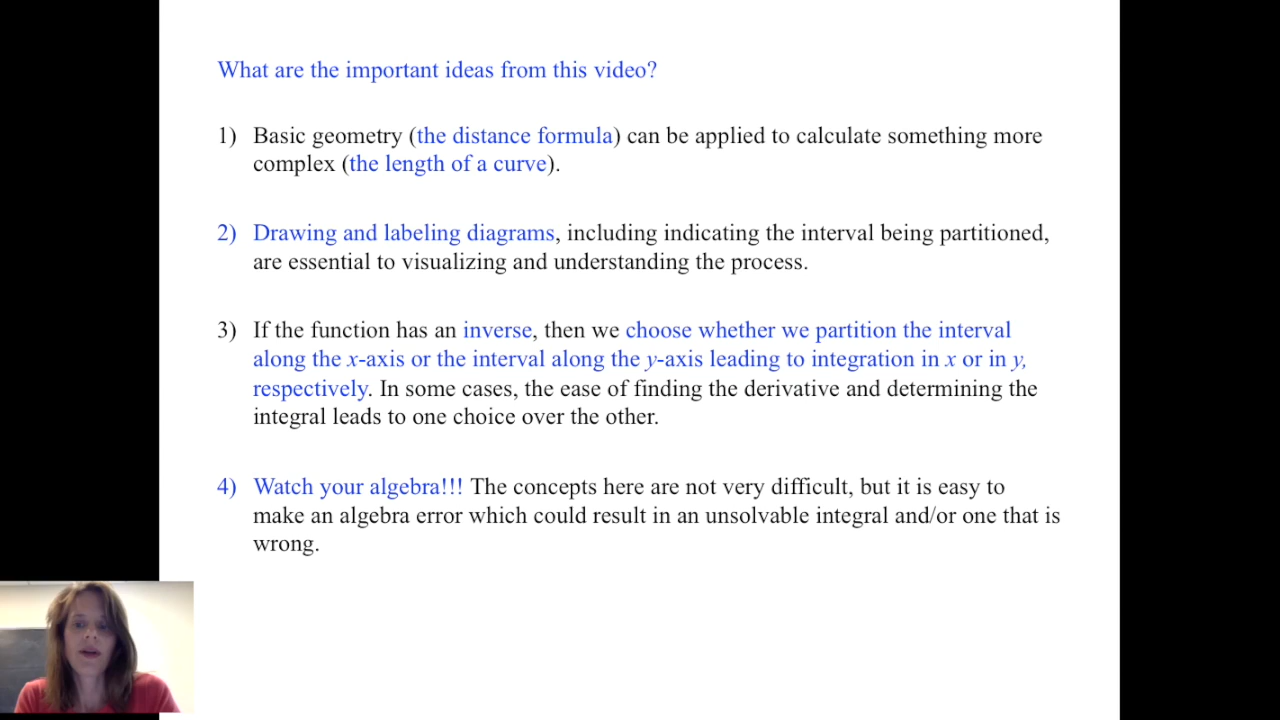 What are the important ideas from this video?
1) Basic geometry (the distance formula) can be applied to calculate something more
complex (the length of a curve).
2) Drawing and labeling diagrams, including indicating the interval being partitioned,
are essential to visualizing and understanding the process.
3) If the function has an inverse, then we choose whether we partition the interval
along the x-axis or the interval along the y-axis leading to integration in x or in y,
respectively. In some cases, the ease of finding the derivative and determining the
integral leads to one choice over the other.
4) Watch your algebra!!! The concepts here are not very difficult, but it is easy to
make an algebra error which could result in an unsolvable integral and/or one that is
wrong.